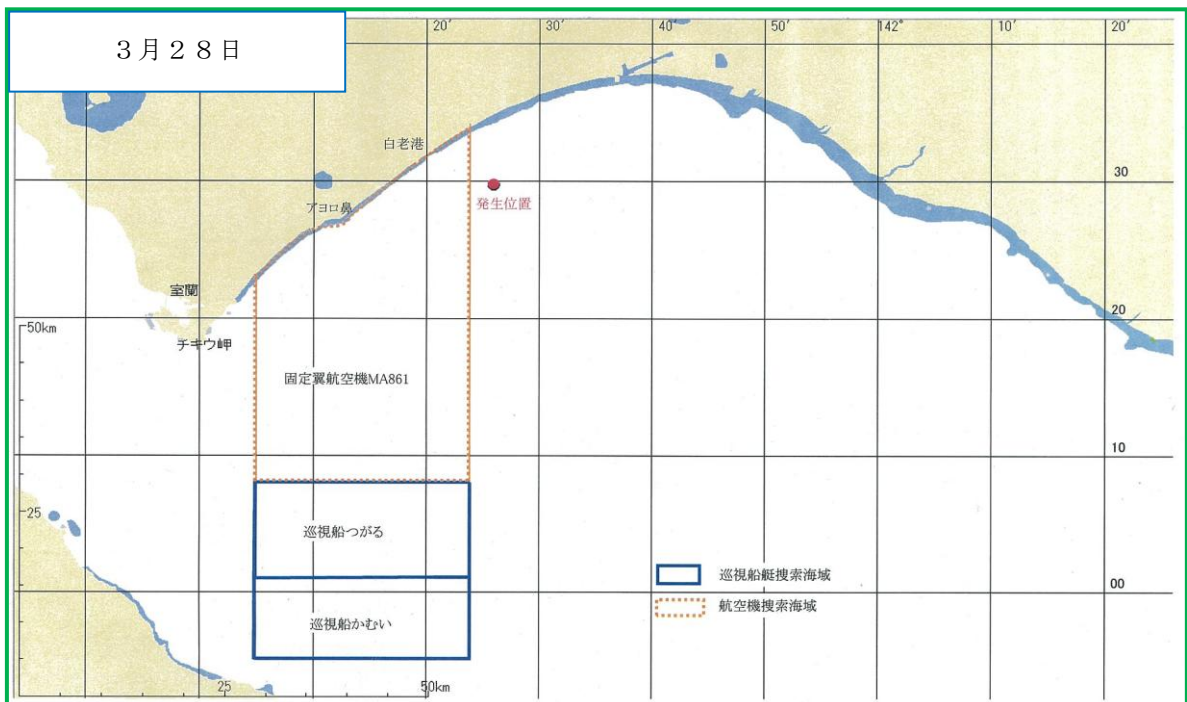 3月28日
20'
30'
40'
50'
142°
10'
20'
白老港
30
発生位置
アヨロ鼻
室蘭
20
50km
チキウ岬
固定翼航空機MA861
10
25
巡視船つがる
巡視船艇捜索海域
00
航空機捜索海域
巡視船かむい
25
50km